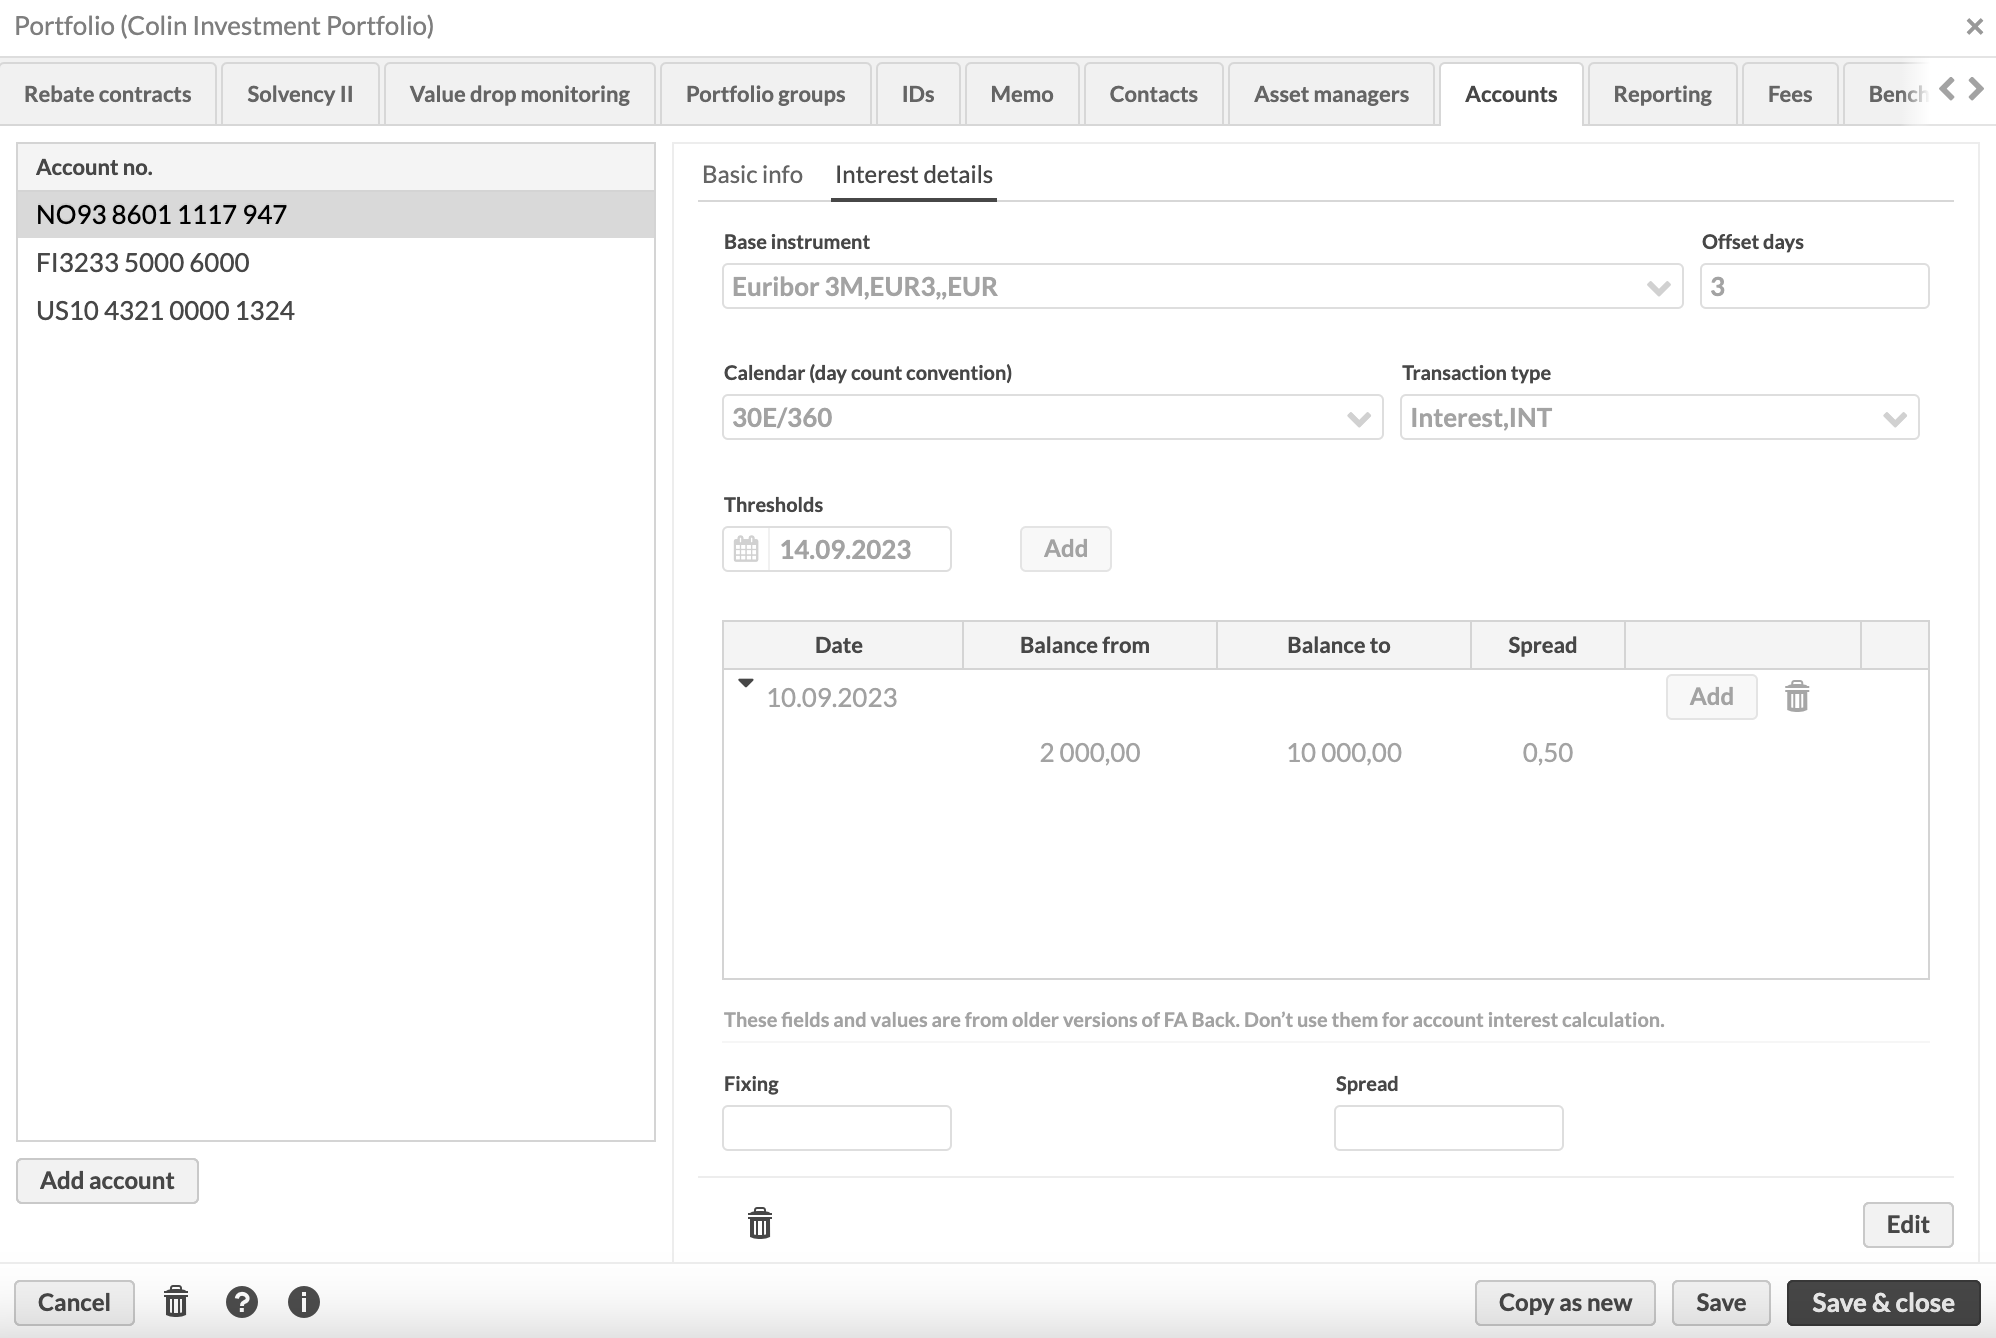 Portfolio (Colin Investment Portfolio)
Rebate contracts
Solvency II
Value drop monitoring
Portfolio groups
IDs
Memo
Contacts
Asset managers
Accounts
Reporting
Fees
Bench
Account no.
NO93 8601 1117 947
FI3233 5000 6000
US10 4321 0000 1324
Add account
Basic info
Interest details
Base instrument
Offset days
Euribor 3M,EUR3,,EUR
3
Calendar (day count convention)
Transaction type
30E/360
Interest,INT
Thresholds
14.09.2023
Add
Date
Balance from
Balance to
Spread
10.09.2023
Add
2 000,00
10 000,00
0,50
These fields and values are from older versions of FA Back. Don't use them for account interest calculation.
Fixing
Spread
Edit
Cancel
Copy as new
Save
Save & close